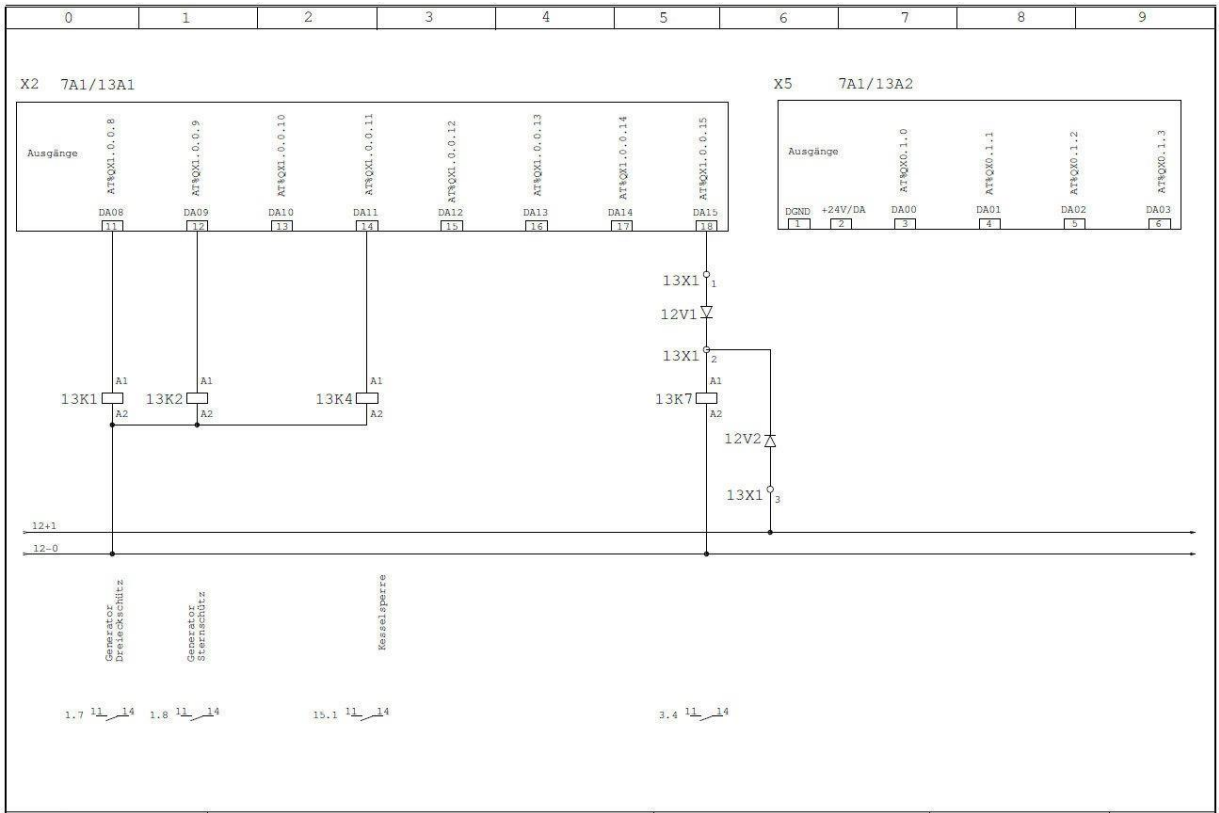 0 1 2 3 4 5 6 7 8 9
X2 7A1/13A1
X5 7A1/13A2
Ausgänge
AT%QX1.0.0.8
AT%QX1.0.0.9
AT%QX1.0.0.10
AT%QX1.0.0.11
AT%QX1.0.0.12
AT%QX1.0.0.13
AT%QX1.0.0.14
AT%QX1.0.0.15
DA08 DA09 DA10 DA11 DA12 DA13 DA14 DA15
11 12 13 14 15 16 17 18
Ausgänge
AT%QX0.1.0
AT%QX0.1.1
AT%QX0.1.2
AT%QX0.1.3
DGND +24V/DA DA00 DA01 DA02 DA03
1 2 3 4 5 6
13X1 1
12V1
13X1 2
A1 A1 A1 A1
13K1 13K2 13K4 13K7
A2 A2 A2 A2
12V2
13X1 3
12+1
12-0
Generator
Dreieckschütz
Generator
Sternschütz
Kesselsperre
1.7 11 14 1.8 11 14 15.1 11 14 3.4 11 14